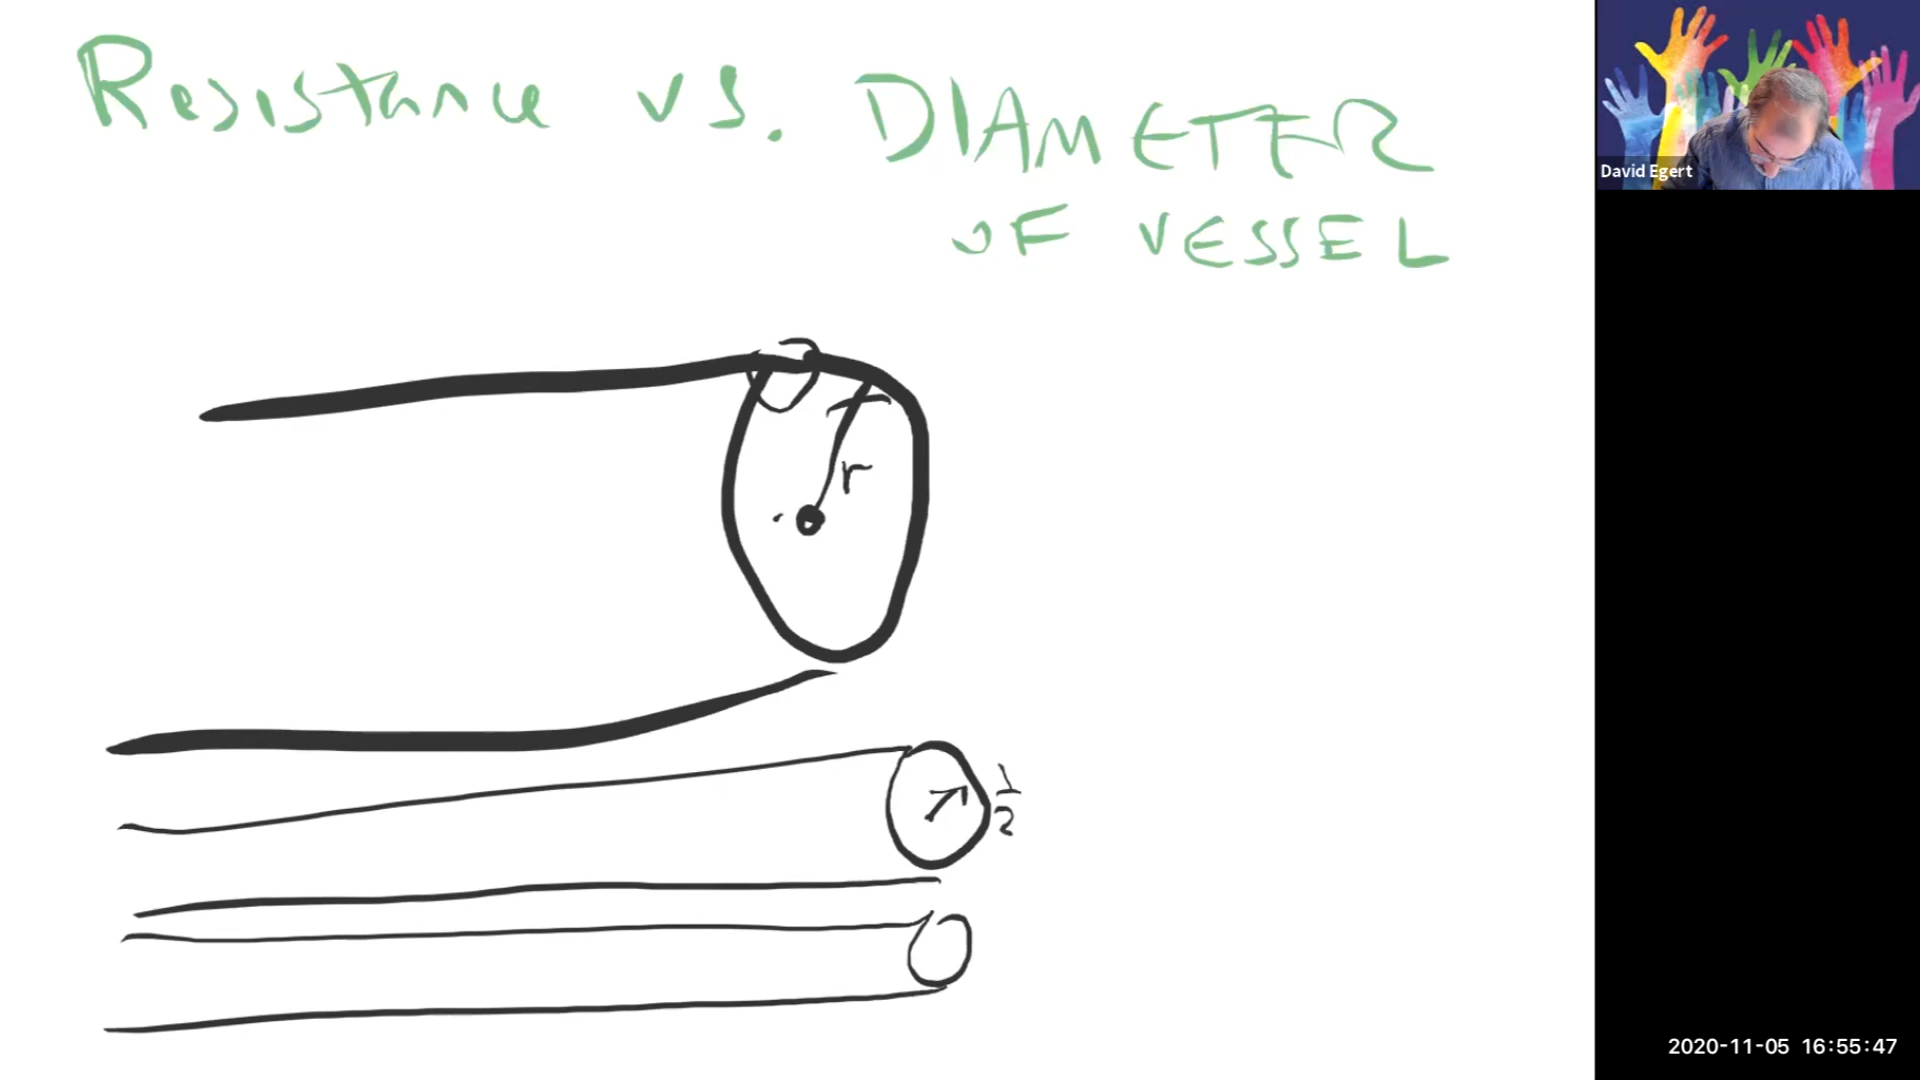 Resistance vs. DIAMETER
OF VESSEL
r
1/2
David Egert
2020-11-05 16:55:47